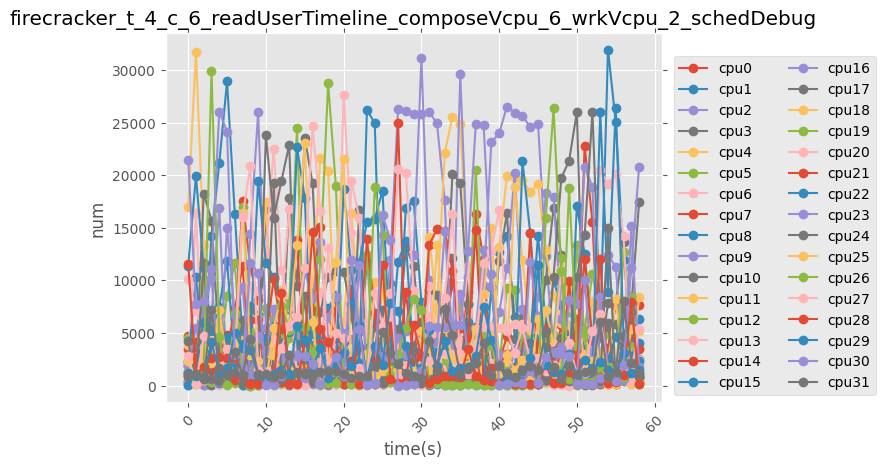 firecracker_t_4_c_6_readUserTimeline_composeVcpu_6_wrkVcpu_2_schedDebug
30000
25000
20000
15000
10000
5000
0
num
0
10
20
30
40
50
60
time(s)
cpu0
cpu1
cpu2
cpu3
cpu4
cpu5
cpu6
cpu7
cpu8
cpu9
cpu10
cpu11
cpu12
cpu13
cpu14
cpu15
cpu16
cpu17
cpu18
cpu19
cpu20
cpu21
cpu22
cpu23
cpu24
cpu25
cpu26
cpu27
cpu28
cpu29
cpu30
cpu31